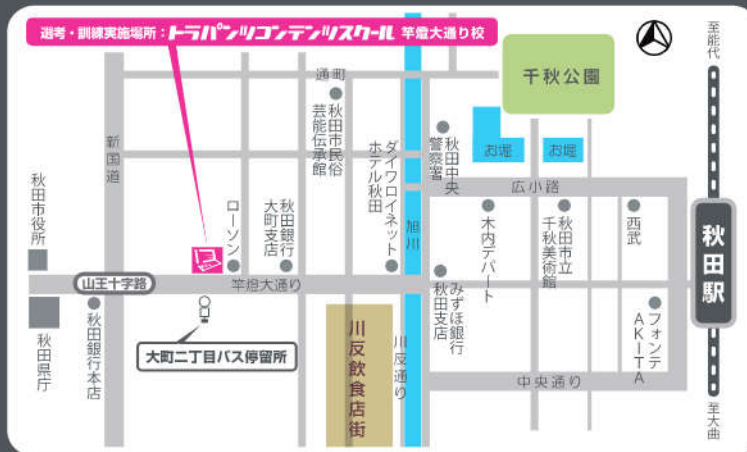 選考・訓練実施場所：トラパンツコンテンツスクール 竿燈大通り校
至能代
千秋公園
通町
新国道
秋田市民俗
芸能伝承館
ダイワロイネット
ホテル秋田
秋田中央
警察署
お堀
お堀
広小路
秋田市役所
ローソン
秋田銀行
大町支店
旭川
木内デパート
秋田市立
千秋美術館
西武
秋田駅
山王十字路
竿燈大通り
みずほ銀行
秋田支店
フォンテ
AKITA
秋田県庁
秋田銀行本店
大町二丁目バス停留所
川反飲食店街
川反通り
中央通り
至大曲